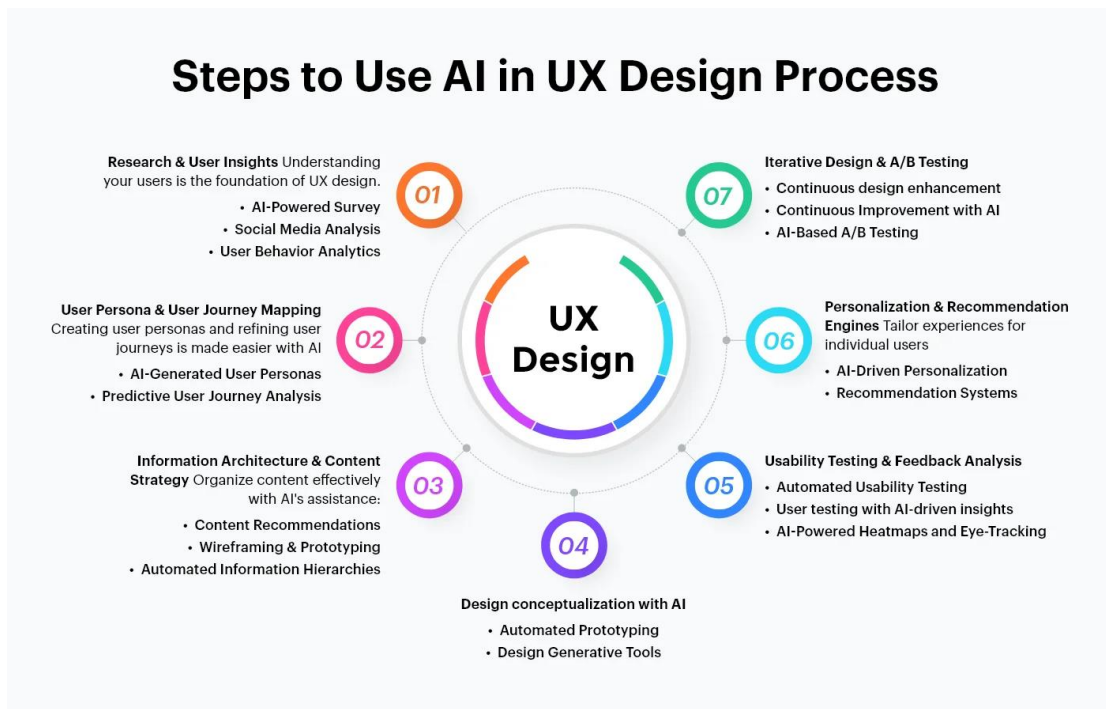 Steps to Use AI in UX Design Process
01
Research & User Insights Understanding
your users is the foundation of UX design.
• AI-Powered Survey
• Social Media Analysis
• User Behavior Analytics
02
User Persona & User Journey Mapping
Creating user personas and refining user
journeys is made easier with AI
• AI-Generated User Personas
• Predictive User Journey Analysis
03
Information Architecture & Content
Strategy Organize content effectively
with AI's assistance:
• Content Recommendations
• Wireframing & Prototyping
• Automated Information Hierarchies
04
Design conceptualization with AI
• Automated Prototyping
• Design Generative Tools
05
Usability Testing & Feedback Analysis
• Automated Usability Testing
• User testing with AI-driven insights
• AI-Powered Heatmaps and Eye-Tracking
06
Personalization & Recommendation
Engines Tailor experiences for
individual users
• AI-Driven Personalization
• Recommendation Systems
07
Iterative Design & A/B Testing
• Continuous design enhancement
• Continuous Improvement with AI
• AI-Based A/B Testing
UX
Design